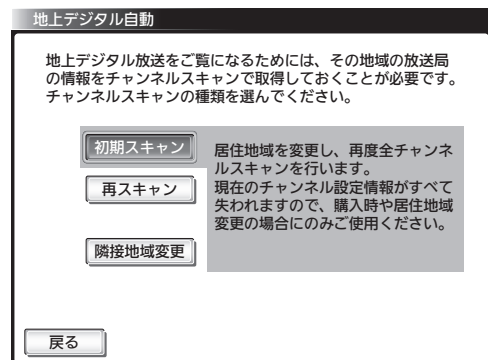 地上デジタル自動
地上デジタル放送をご覧になるためには、その地域の放送局
の情報をチャンネルスキャンで取得しておくことが必要です。
チャンネルスキャンの種類を選んでください。
初期スキャン
再スキャン
隣接地域変更
居住地域を変更し、再度全チャンネ
ルスキャンを行います。
現在のチャンネル設定情報がすべて
失われますので、購入時や居住地域
変更の場合にのみご使用ください。
戻る